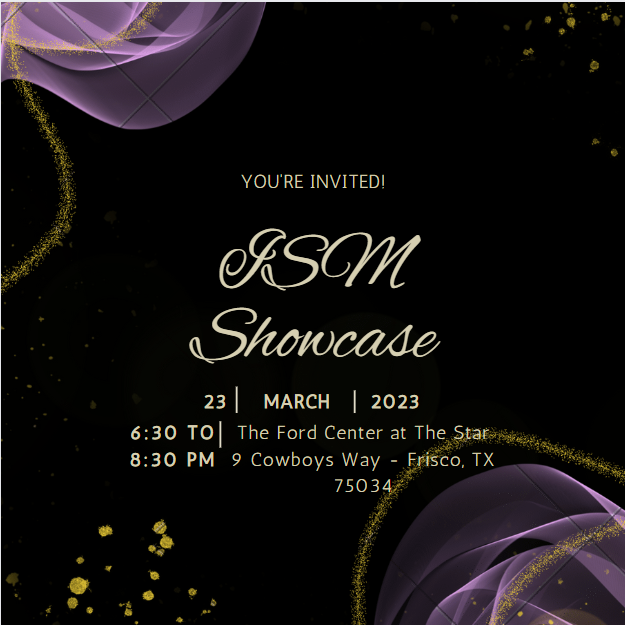 YOU'RE INVITED!
ISM
Showcase
23 | MARCH | 2023
6:30 TO | The Ford Center at The Star
8:30 PM 9 Cowboys Way - Frisco, TX
75034